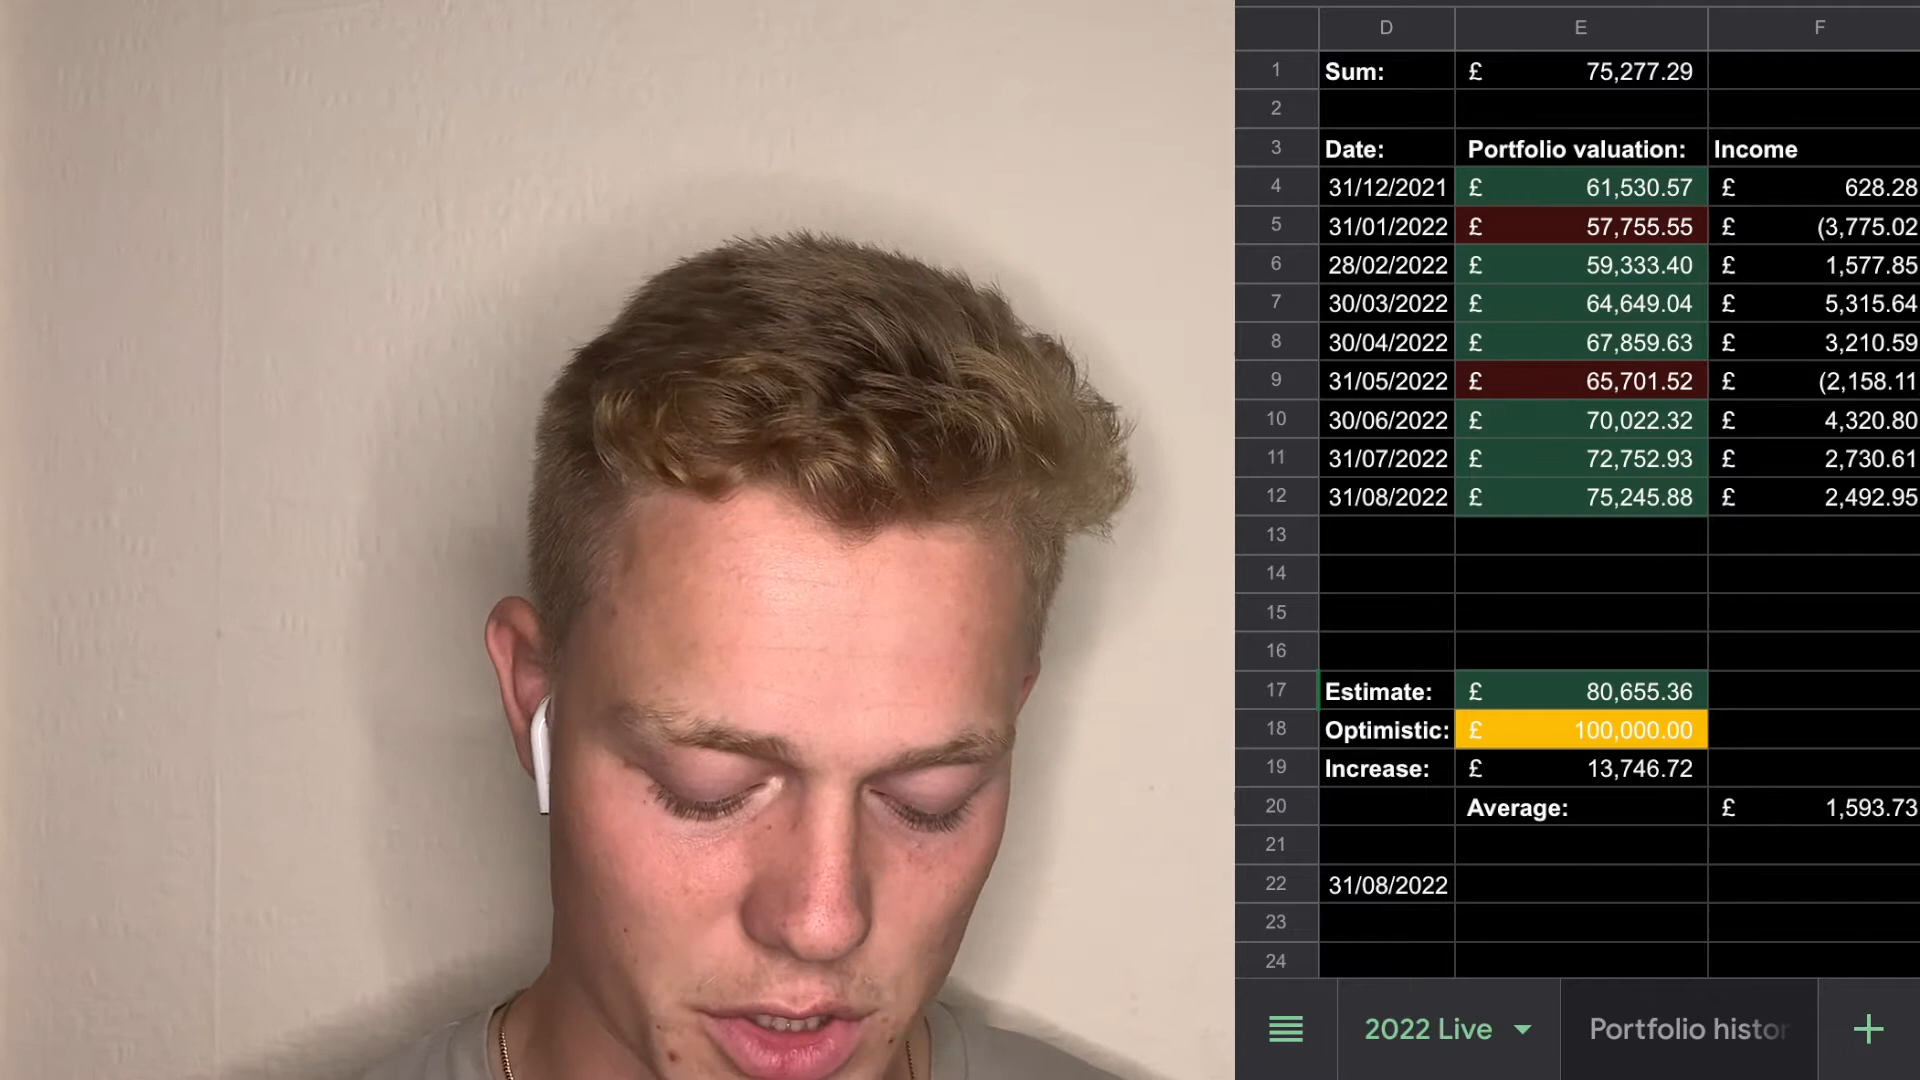 D E F
1 Sum: £ 75,277.29
2
3 Date: Portfolio valuation: Income
4 31/12/2021 £ 61,530.57 £ 628.28
5 31/01/2022 £ 57,755.55 £ (3,775.02
6 28/02/2022 £ 59,333.40 £ 1,577.85
7 30/03/2022 £ 64,649.04 £ 5,315.64
8 30/04/2022 £ 67,859.63 £ 3,210.59
9 31/05/2022 £ 65,701.52 £ (2,158.11
10 30/06/2022 £ 70,022.32 £ 4,320.80
11 31/07/2022 £ 72,752.93 £ 2,730.61
12 31/08/2022 £ 75,245.88 £ 2,492.95
13
14
15
16
17 Estimate: £ 80,655.36
18 Optimistic: £ 100,000.00
19 Increase: £ 13,746.72
20 Average: £ 1,593.73
21
22 31/08/2022
23
24
2022 Live Portfolio histor